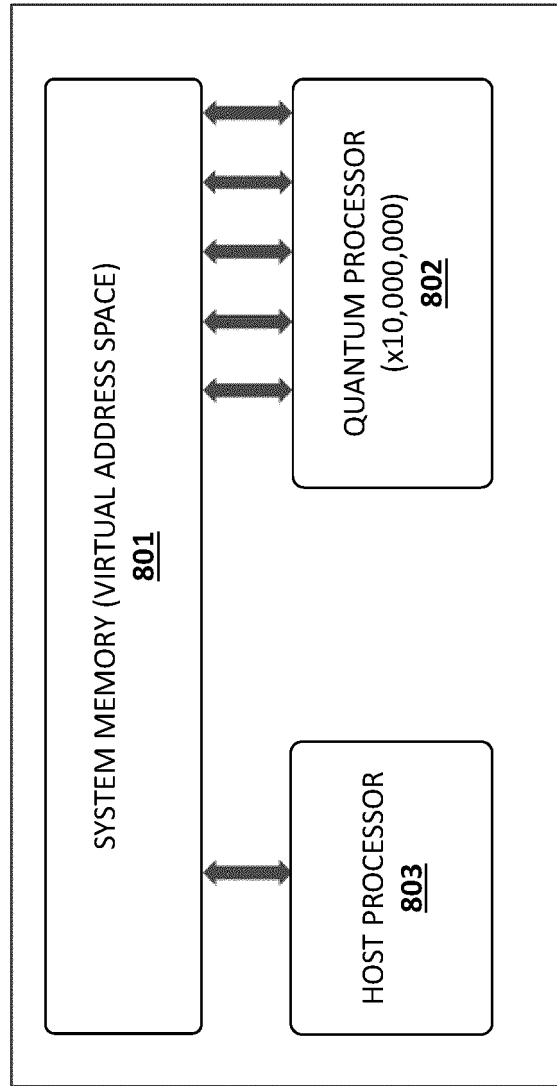 SYSTEM MEMORY (VIRTUAL ADDRESS SPACE)
801
HOST PROCESSOR
803
QUANTUM PROCESSOR
(x10,000,000)
802